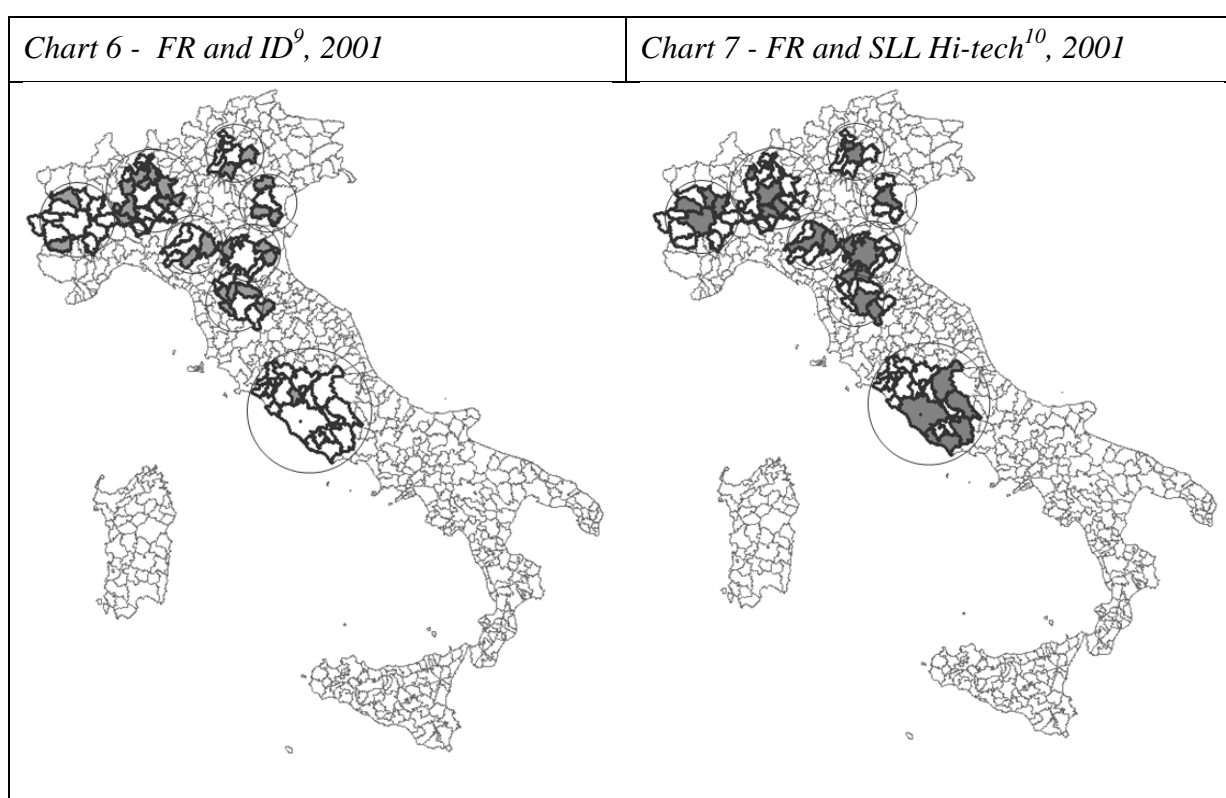 Chart 6 - FR and ID⁹, 2001
Chart 7 - FR and SLL Hi-tech¹⁰, 2001